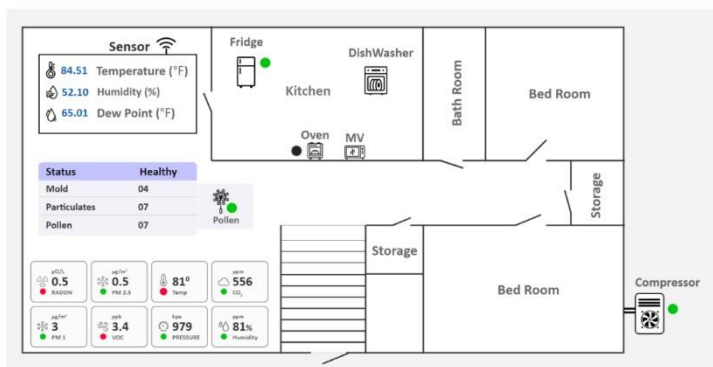 Sensor
84.51 Temperature (°F)
52.10 Humidity (%)
65.01 Dew Point (°F)
Fridge
DishWasher
Kitchen
Oven
MV
Bath Room
Bed Room
Status Healthy
Mold 04
Particulates 07
Pollen 07
Pollen
Storage
Storage
Bed Room
Compressor
pCi/L
0.5
RADON
µg/m³
0.5
PM 2.5
81°
Temp
ppm
556
CO₂
µg/m³
3
PM 1
ppb
3.4
VOC
hpa
979
PRESSURE
ppm
81%
Humidity